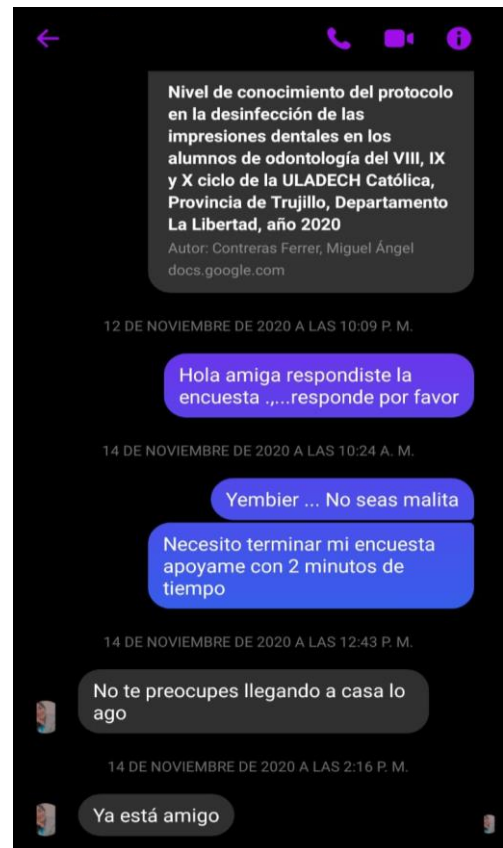 Nivel de conocimiento del protocolo
en la desinfección de las
impresiones dentales en los
alumnos de odontología del VIII, IX
y X ciclo de la ULADECH Católica,
Provincia de Trujillo, Departamento
La Libertad, año 2020
Autor: Contreras Ferrer, Miguel Ángel
docs.google.com
12 DE NOVIEMBRE DE 2020 A LAS 10:09 P. M.
Hola amiga respondiste la
encuesta .,...responde por favor
14 DE NOVIEMBRE DE 2020 A LAS 10:24 A. M.
Yembier ... No seas malita
Necesito terminar mi encuesta
apoyame con 2 minutos de
tiempo
14 DE NOVIEMBRE DE 2020 A LAS 12:43 P. M.
No te preocupes llegando a casa lo
ago
14 DE NOVIEMBRE DE 2020 A LAS 2:16 P. M.
Ya está amigo